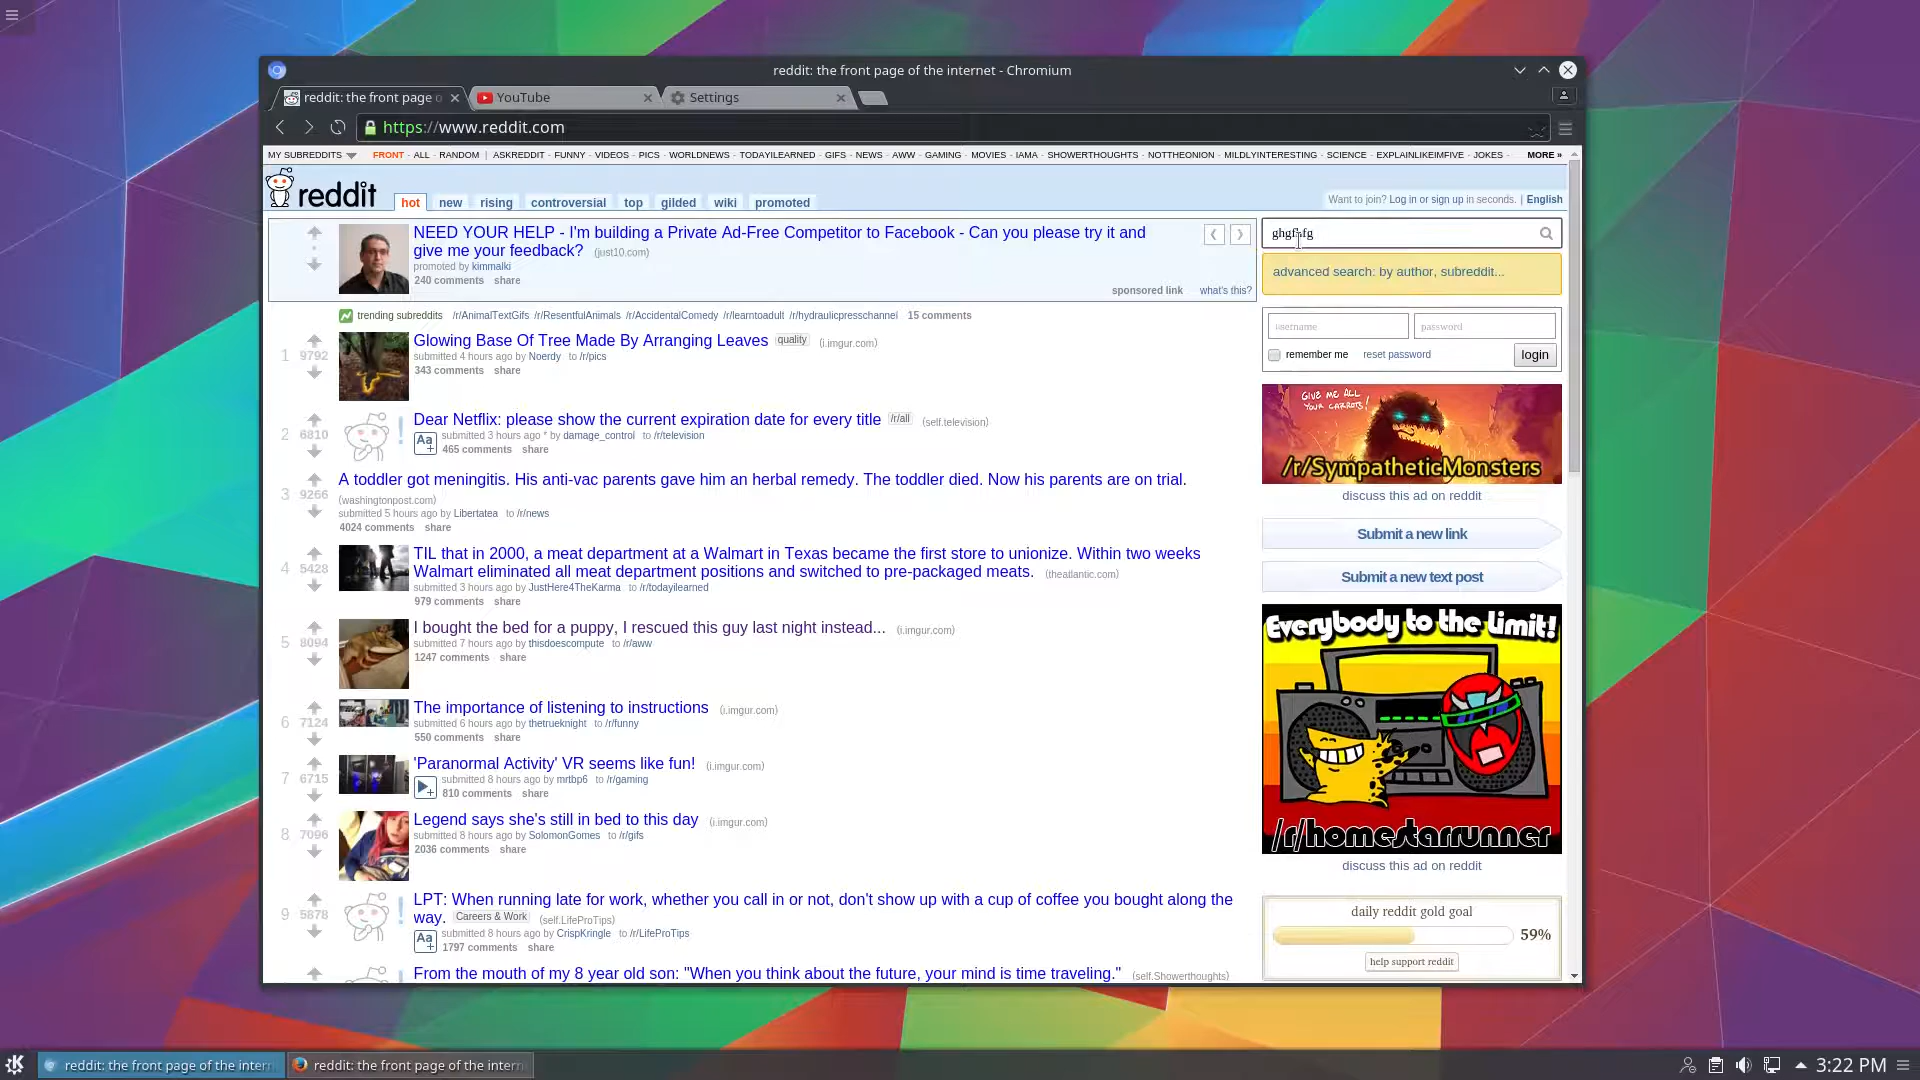 reddit: the front page of the internet - Chromium
reddit: the front page o
YouTube
Settings
https://www.reddit.com
MY SUBREDDITS FRONT - ALL - RANDOM | ASKREDDIT - FUNNY - VIDEOS - PICS - WORLDNEWS - TODAYILEARNED - GIFS - NEWS - AWW - GAMING - MOVIES - IAMA - SHOWERTHOUGHTS - NOTTHEONION - MILDLYINTERESTING - SCIENCE - EXPLAINLIKEIMFIVE - JOKES - MORE »
reddit hot new rising controversial top gilded wiki promoted
Want to join? Log in or sign up in seconds. | English
NEED YOUR HELP - I'm building a Private Ad-Free Competitor to Facebook - Can you please try it and
give me your feedback? (just10.com)
promoted by kimmalki
240 comments share
sponsored link what's this?
trending subreddits /r/AnimalTextGifs /r/ResentfulAnimals /r/AccidentalComedy /r/learntoadult /r/hydraulicpresschannel 15 comments
1 9792
Glowing Base Of Tree Made By Arranging Leaves quality (i.imgur.com)
submitted 4 hours ago by Noerdy to /r/pics
343 comments share
2 6810
Dear Netflix: please show the current expiration date for every title /r/all (self.television)
Aa+
submitted 3 hours ago * by damage_control to /r/television
465 comments share
3 9266
A toddler got meningitis. His anti-vac parents gave him an herbal remedy. The toddler died. Now his parents are on trial.
(washingtonpost.com)
submitted 5 hours ago by Libertatea to /r/news
4024 comments share
4 5428
TIL that in 2000, a meat department at a Walmart in Texas became the first store to unionize. Within two weeks
Walmart eliminated all meat department positions and switched to pre-packaged meats. (theatlantic.com)
submitted 3 hours ago by JustHere4TheKarma to /r/todayilearned
979 comments share
5 8094
I bought the bed for a puppy, I rescued this guy last night instead... (i.imgur.com)
submitted 7 hours ago by thisdoescompute to /r/aww
1247 comments share
6 7124
The importance of listening to instructions (i.imgur.com)
submitted 6 hours ago by thetrueknight to /r/funny
550 comments share
7 6715
'Paranormal Activity' VR seems like fun! (i.imgur.com)
submitted 8 hours ago by mrtbp6 to /r/gaming
810 comments share
8 7096
Legend says she's still in bed to this day (i.imgur.com)
submitted 8 hours ago by SolomonGomes to /r/gifs
2036 comments share
9 5878
LPT: When running late for work, whether you call in or not, don't show up with a cup of coffee you bought along the
way. Careers & Work (self.LifeProTips)
Aa+
submitted 8 hours ago by CrispKringle to /r/LifeProTips
1797 comments share
From the mouth of my 8 year old son: "When you think about the future, your mind is time traveling." (self.Showerthoughts)
advanced search: by author, subreddit...
username
password
remember me reset password login
GIVE ME ALL
YOUR CARROTS!
/r/SympatheticMonsters
discuss this ad on reddit
Submit a new link
Submit a new text post
Everybody to the Limit!
/r/homestarrunner
discuss this ad on reddit
daily reddit gold goal
59%
help support reddit
reddit: the front page of the intern
reddit: the front page of the intern
3:22 PM